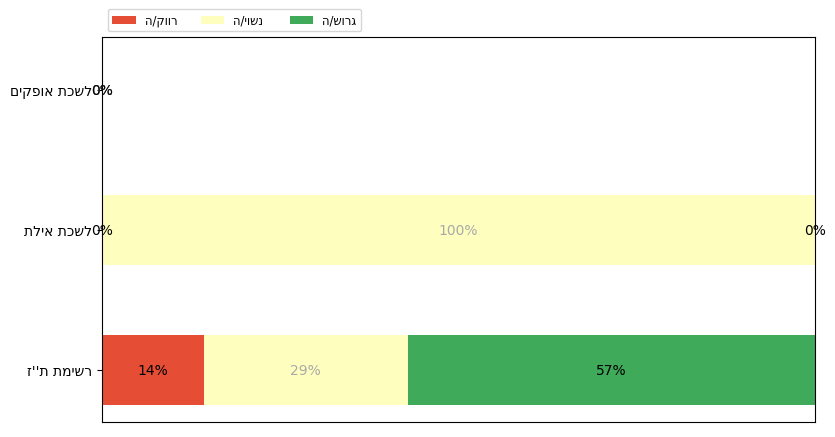 רווק/ה נשוי/ה גרוש/ה
לשכת אופקים 0%
לשכת אילת 0% 100% 0%
רשימת ת''ז 14% 29% 57%